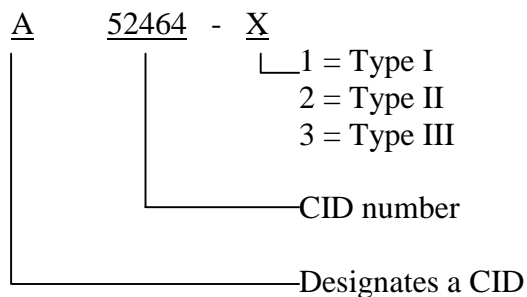 A 52464 - X
1 = Type I
2 = Type II
3 = Type III
CID number
Designates a CID